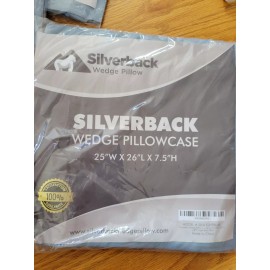 Silverback
Wedge Pillow
SILVERBACK
WEDGE PILLOWCASE
25"W X 26"L X 7.5"H
100%